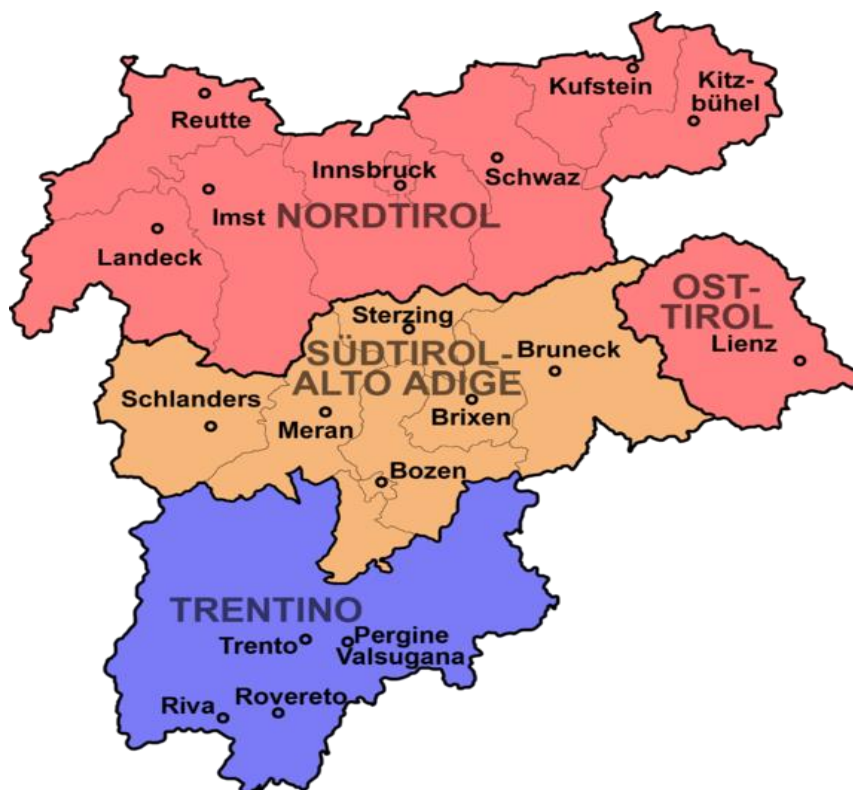 Kufstein
Kitz-
bühel
Reutte
Innsbruck
Schwaz
Imst
NORDTIROL
Landeck
OST-
TIROL
Lienz
Sterzing
SÜDTIROL-
ALTO ADIGE
Bruneck
Schlanders
Meran
Brixen
Bozen
TRENTINO
Trento
Pergine
Valsugana
Riva
Rovereto